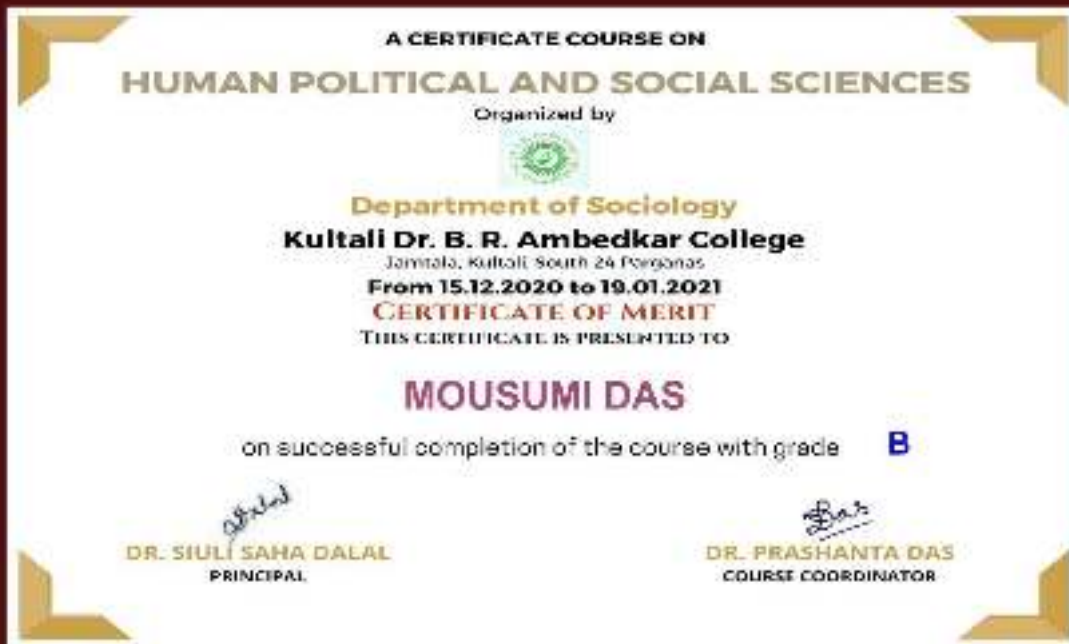 A CERTIFICATE COURSE ON
HUMAN POLITICAL AND SOCIAL SCIENCES
Organized by
Department of Sociology
Kultali Dr. B. R. Ambedkar College
Jamtala, Kultali, South 24 Parganas
From 15.12.2020 to 19.01.2021
CERTIFICATE OF MERIT
THIS CERTIFICATE IS PRESENTED TO
MOUSUMI DAS
on successful completion of the course with grade B
DR. SIULI SAHA DALAL
PRINCIPAL
Das
DR. PRASHANTA DAS
COURSE COORDINATOR